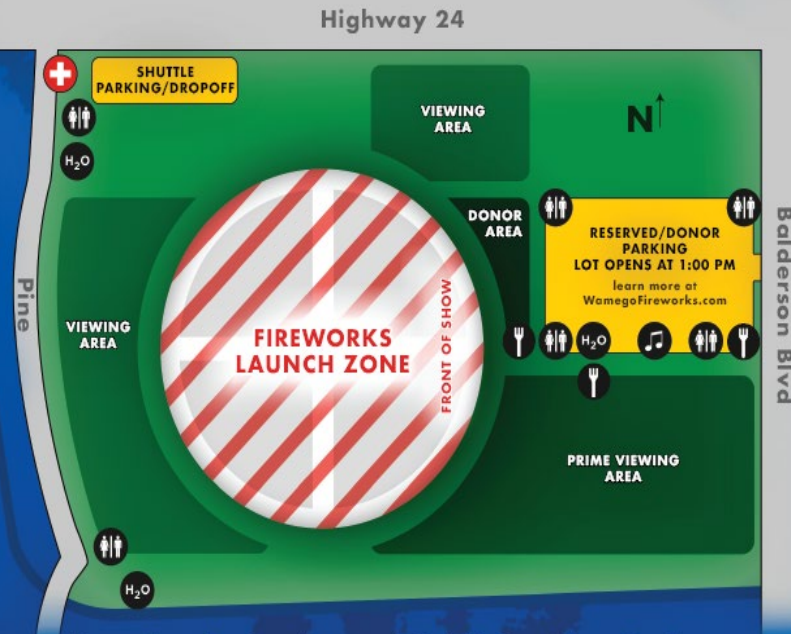 Highway 24
SHUTTLE
PARKING/DROPOFF
VIEWING
AREA
N
H₂O
DONOR
AREA
RESERVED/DONOR
PARKING
LOT OPENS AT 1:00 PM
learn more at
WamegoFireworks.com
Balderson Blvd
Pine
VIEWING
AREA
FIREWORKS
LAUNCH ZONE
FRONT OF SHOW
H₂O
PRIME VIEWING
AREA
H₂O